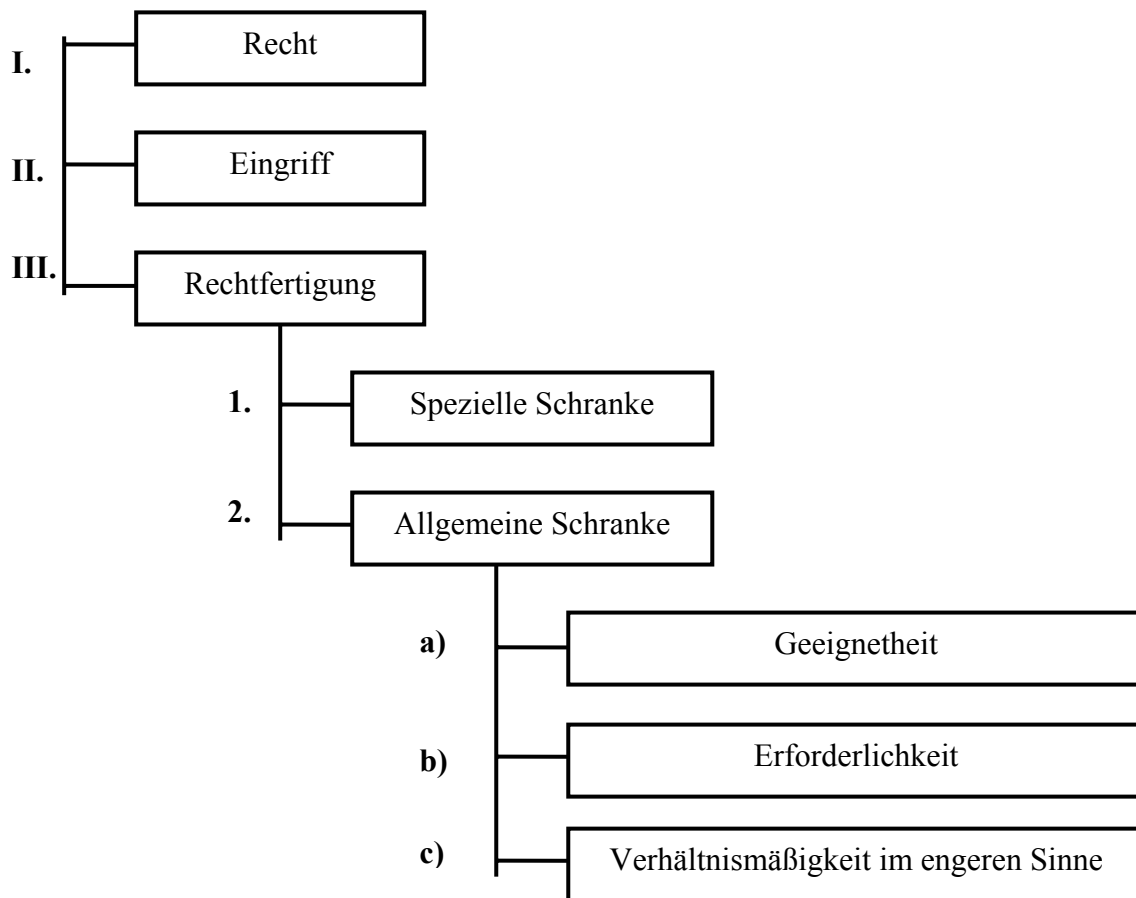 I. Recht
II. Eingriff
III. Rechtfertigung
1. Spezielle Schranke
2. Allgemeine Schranke
a) Geeignetheit
b) Erforderlichkeit
c) Verhältnismäßigkeit im engeren Sinne